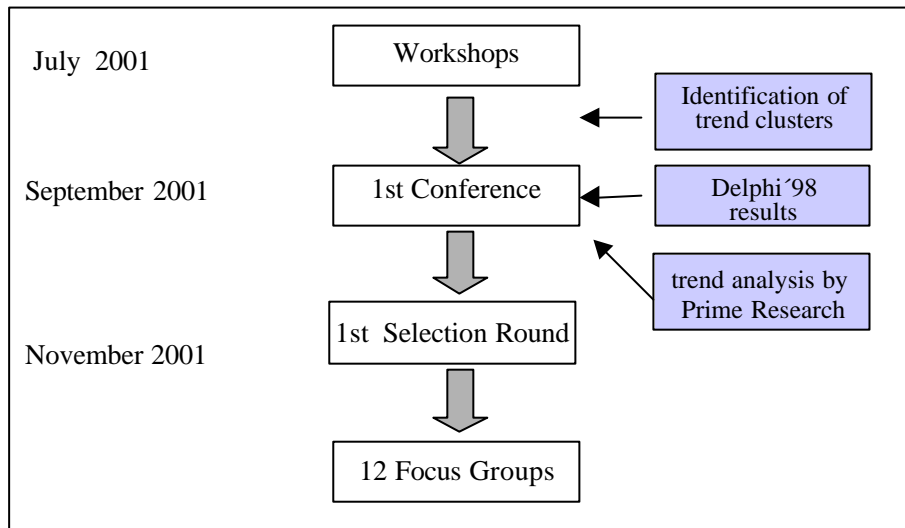 July 2001
Workshops
Identification of
trend clusters
September 2001
1st Conference
Delphi´98
results
trend analysis by
Prime Research
1st Selection Round
November 2001
12 Focus Groups